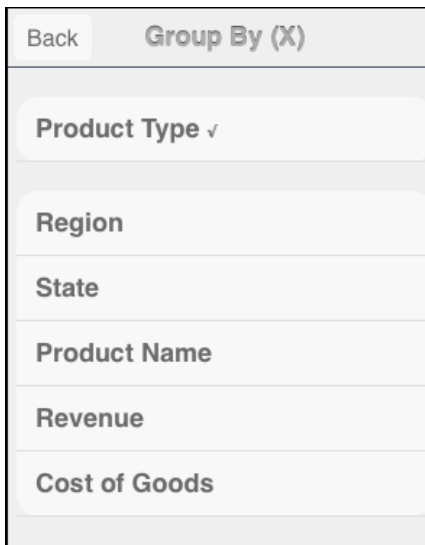 Back Group By (X)
Product Type √
Region
State
Product Name
Revenue
Cost of Goods